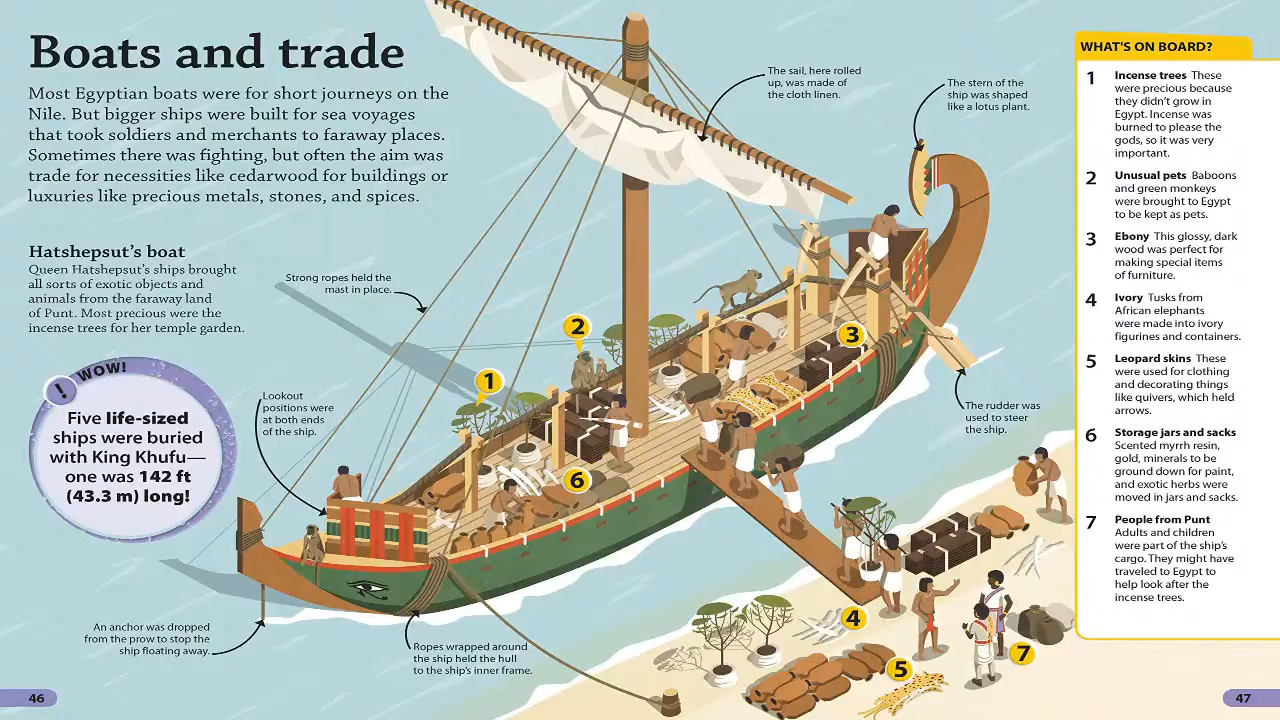 Boats and trade
Most Egyptian boats were for short journeys on the
Nile. But bigger ships were built for sea voyages
that took soldiers and merchants to faraway places.
Sometimes there was fighting, but often the aim was
trade for necessities like cedarwood for buildings or
luxuries like precious metals, stones, and spices.
Hatshepsut's boat
Queen Hatshepsut's ships brought
all sorts of exotic objects and
animals from the faraway land
of Punt. Most precious were the
incense trees for her temple garden.
! WOW!
Five life-sized
ships were buried
with King Khufu—
one was 142 ft
(43.3 m) long!
Strong ropes held the
mast in place.
Lookout
positions were
at both ends
of the ship.
An anchor was dropped
from the prow to stop the
ship floating away.
Ropes wrapped around
the ship held the hull
to the ship's inner frame.
The sail, here rolled
up, was made of
the cloth linen.
The stern of the
ship was shaped
like a lotus plant.
The rudder was
used to steer
the ship.
1
2
3
4
5
6
7
WHAT'S ON BOARD?
1 Incense trees These
were precious because
they didn't grow in
Egypt. Incense was
burned to please the
gods, so it was very
important.
2 Unusual pets Baboons
and green monkeys
were brought to Egypt
to be kept as pets.
3 Ebony This glossy, dark
wood was perfect for
making special items
of furniture.
4 Ivory Tusks from
African elephants
were made into ivory
figurines and containers.
5 Leopard skins These
were used for clothing
and decorating things
like quivers, which held
arrows.
6 Storage jars and sacks
Scented myrrh resin,
gold, minerals to be
ground down for paint,
and exotic herbs were
moved in jars and sacks.
7 People from Punt
Adults and children
were part of the ship's
cargo. They might have
traveled to Egypt to
help look after the
incense trees.
46
47